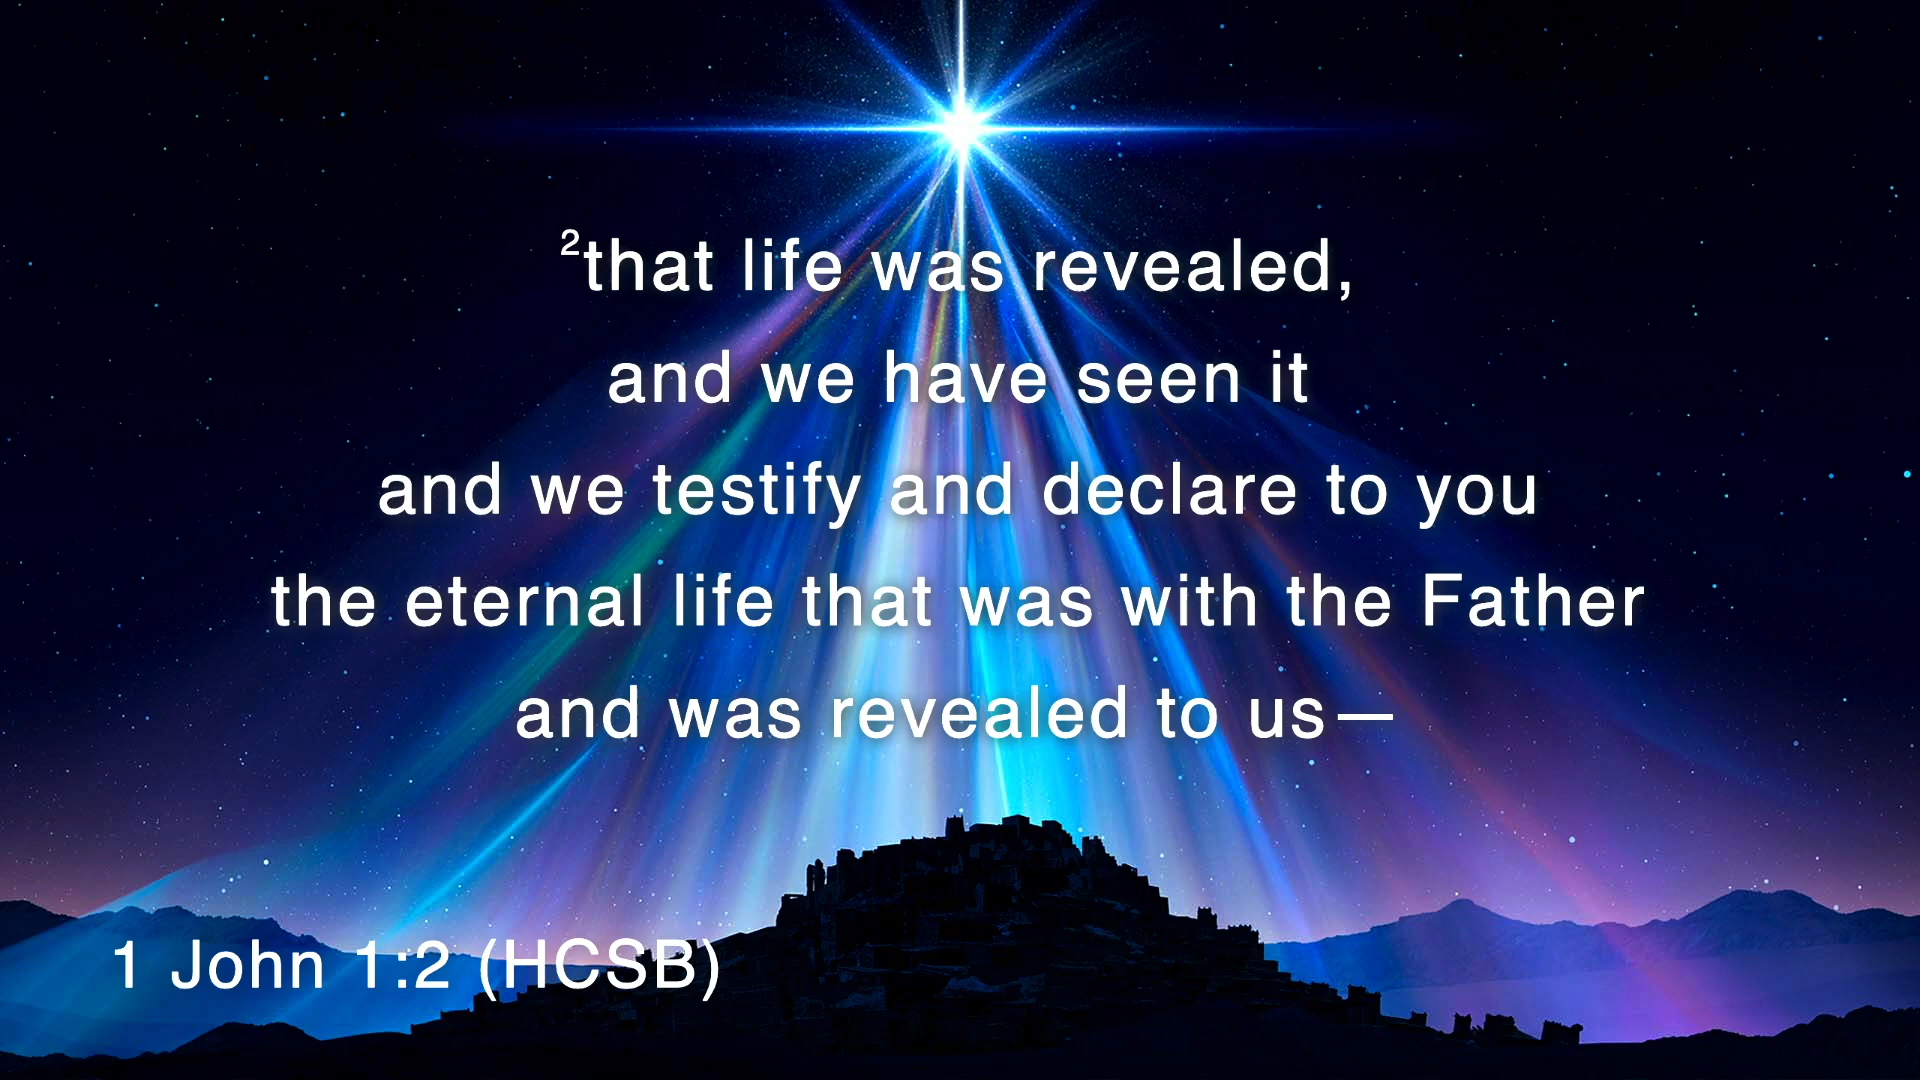 ²that life was revealed,
and we have seen it
and we testify and declare to you
the eternal life that was with the Father
and was revealed to us—
1 John 1:2 (HCSB)